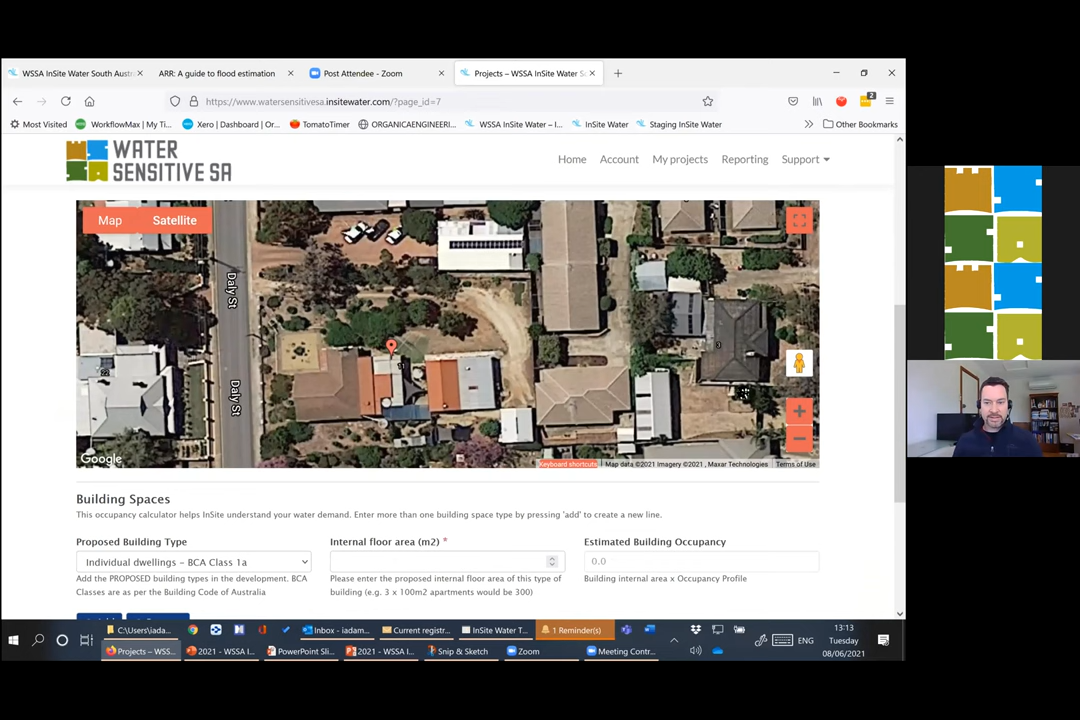 WSSA InSite Water South Austr
ARR: A guide to flood estimation
Post Attendee - Zoom
Projects – WSSA InSite Water S
https://www.watersensitivesa.insitewater.com/?page_id=7
2
Most Visited
WorkflowMax | My Ti...
Xero | Dashboard | Or...
TomatoTimer
ORGANICAENGINEERI...
WSSA InSite Water – I...
InSite Water
Staging InSite Water
Other Bookmarks
WATER
SENSITIVE SA
Home
Account
My projects
Reporting
Support
Map
Satellite
Daly St
Daly St
22
11
3
Google
Keyboard shortcuts
Map data ©2021 Imagery ©2021 , Maxar Technologies
Terms of Use
Building Spaces
This occupancy calculator helps InSite understand your water demand. Enter more than one building space type by pressing 'add' to create a new line.
Proposed Building Type
Internal floor area (m2) *
Estimated Building Occupancy
Individual dwellings – BCA Class 1a
0.0
Add the PROPOSED building types in the development. BCA
Classes are as per the Building Code of Australia
Please enter the proposed internal floor area of this type of
building (e.g. 3 x 100m2 apartments would be 300)
Building internal area x Occupancy Profile
C:\Users\iadam...
Inbox - iadam...
Current registr...
InSite Water T...
1 Reminder(s)
ENG
13:13
Tuesday
08/06/2021
Projects – WSS...
2021 - WSSA I...
PowerPoint Sli...
2021 - WSSA I...
Snip & Sketch
Zoom
Meeting Contr...